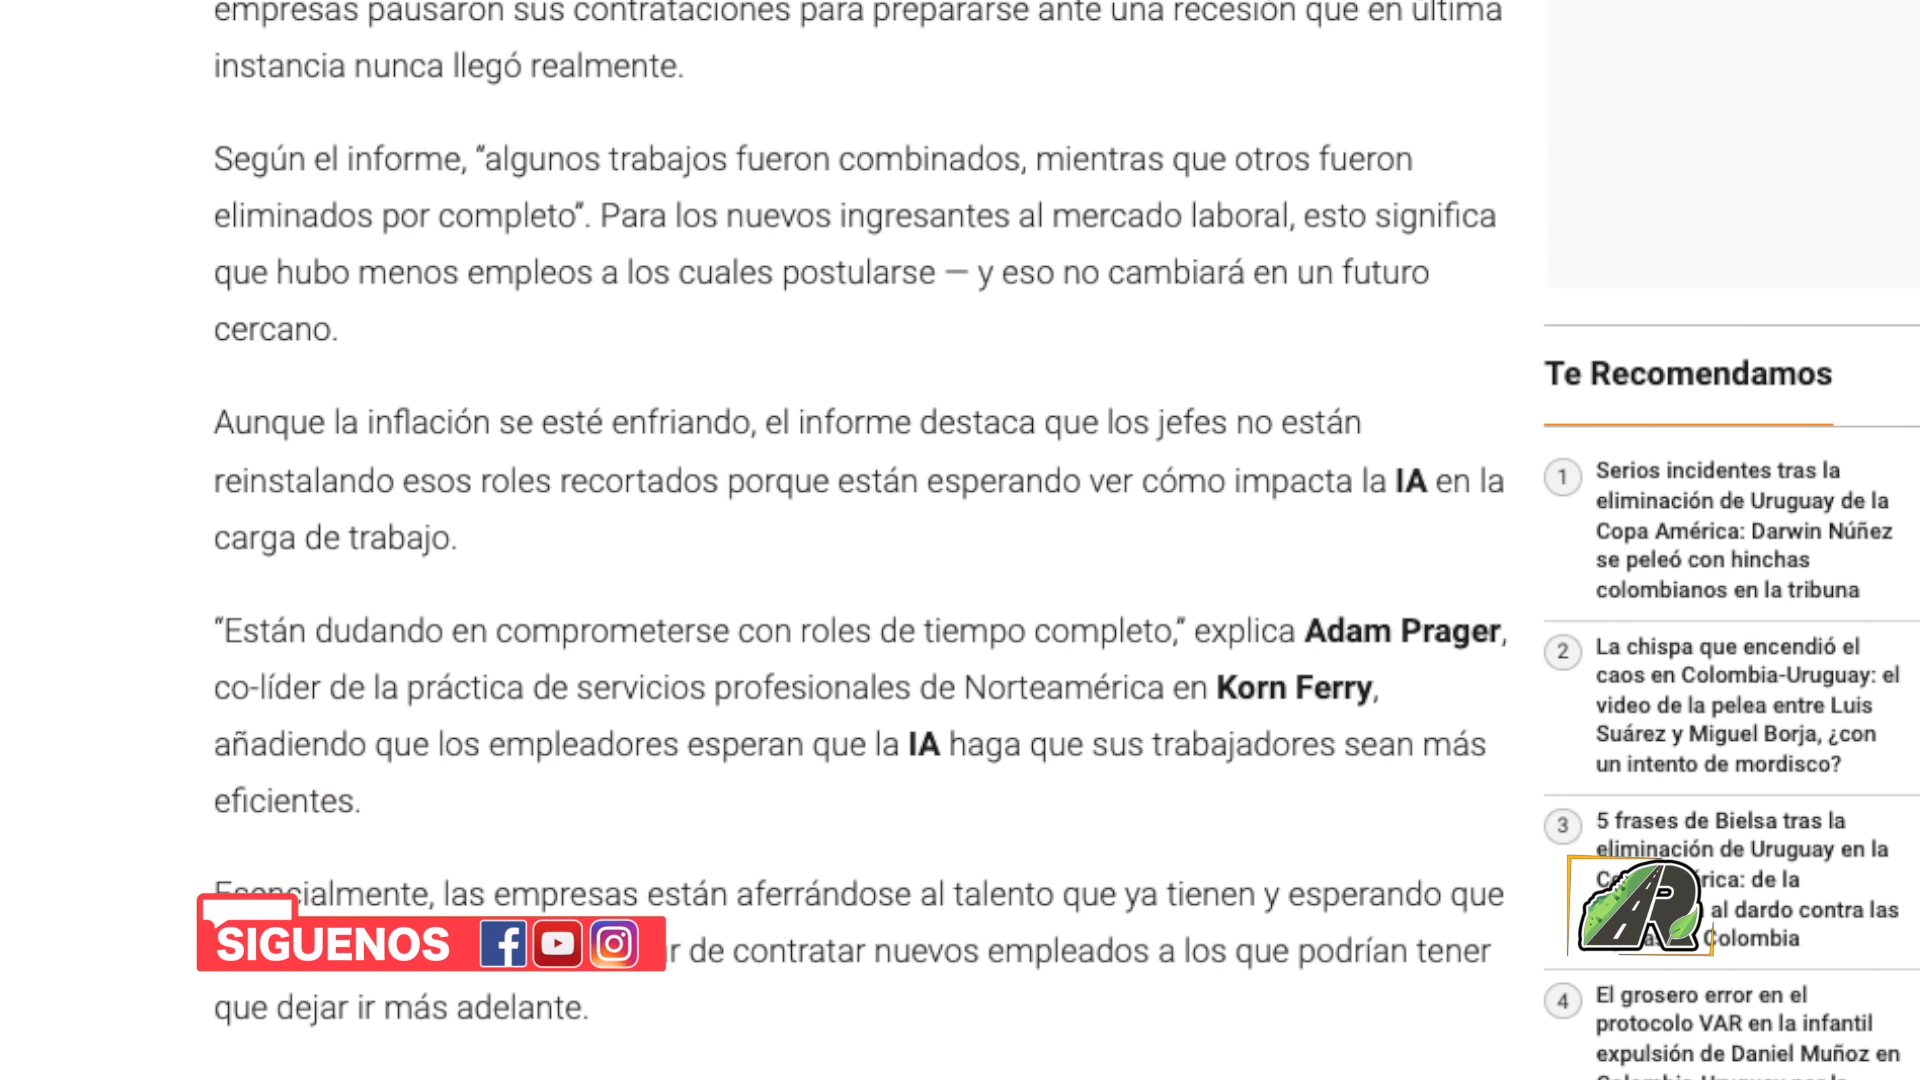 empresas pausaron sus contrataciones para prepararse ante una recesión que en última
instancia nunca llegó realmente.
Según el informe, “algunos trabajos fueron combinados, mientras que otros fueron
eliminados por completo”. Para los nuevos ingresantes al mercado laboral, esto significa
que hubo menos empleos a los cuales postularse — y eso no cambiará en un futuro
cercano.
Aunque la inflación se esté enfriando, el informe destaca que los jefes no están
reinstalando esos roles recortados porque están esperando ver cómo impacta la IA en la
carga de trabajo.
“Están dudando en comprometerse con roles de tiempo completo,” explica Adam Prager,
co-líder de la práctica de servicios profesionales de Norteamérica en Korn Ferry,
añadiendo que los empleadores esperan que la IA haga que sus trabajadores sean más
eficientes.
Esencialmente, las empresas están aferrándose al talento que ya tienen y esperando que
de contratar nuevos empleados a los que podrían tener
que dejar ir más adelante.
SIGUENOS
Te Recomendamos
1 Serios incidentes tras la
eliminación de Uruguay de la
Copa América: Darwin Núñez
se peleó con hinchas
colombianos en la tribuna
2 La chispa que encendió el
caos en Colombia-Uruguay: el
video de la pelea entre Luis
Suárez y Miguel Borja, ¿con
un intento de mordisco?
3 5 frases de Bielsa tras la
eliminación de Uruguay en la
de la
al dardo contra las
Colombia
R
4 El grosero error en el
protocolo VAR en la infantil
expulsión de Daniel Muñoz en